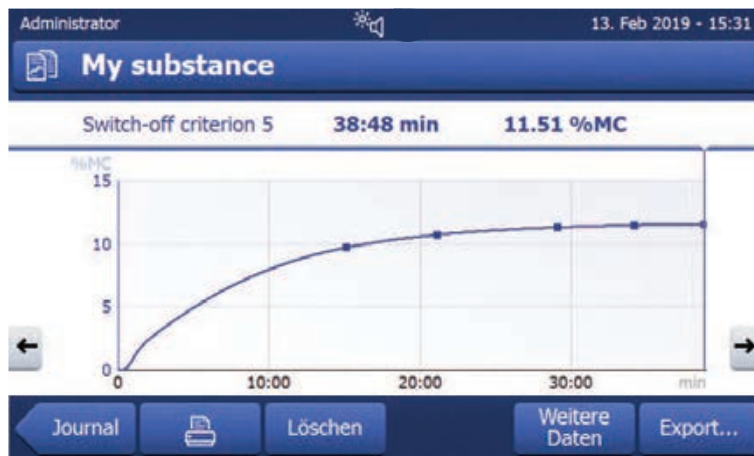 Administrator 13. Feb 2019 - 15:31
My substance
Switch-off criterion 5 38:48 min 11.51 %MC
%MC
15
10
5
0
0 10:00 20:00 30:00 min
Journal Löschen Weitere Daten Export...